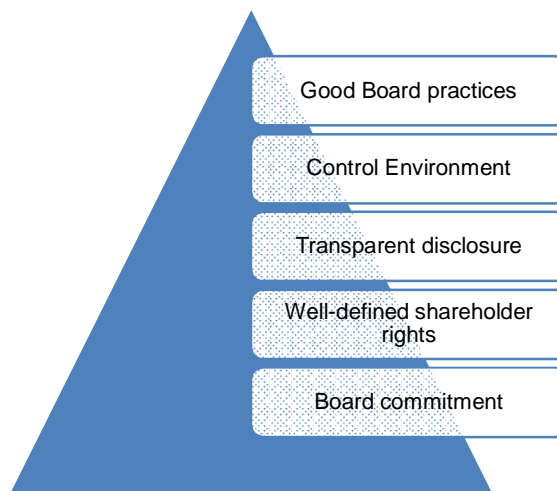 Good Board practices
Control Environment
Transparent disclosure
Well-defined shareholder
rights
Board commitment